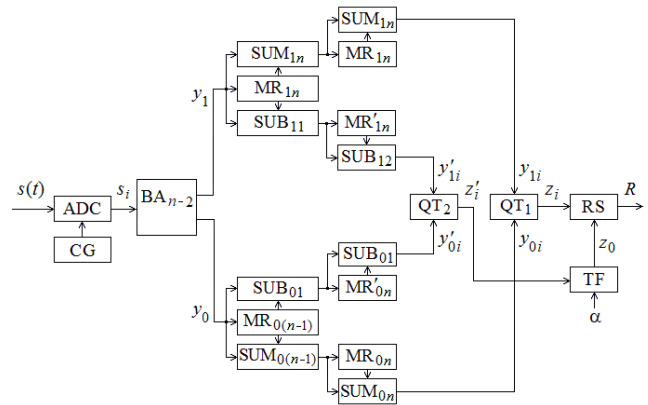 SUM1n
SUM1n
MR1n
y1
MR1n
SUB11
MR′1n
SUB12
y′1i
y1i
s(t)
ADC
si
BAn-2
QT2
z′i
QT1
zi
RS
R
CG
y′0i
y0i
z0
SUB01
SUB01
MR′0n
TF
α
y0
MR0(n-1)
SUM0(n-1)
MR0n
SUM0n